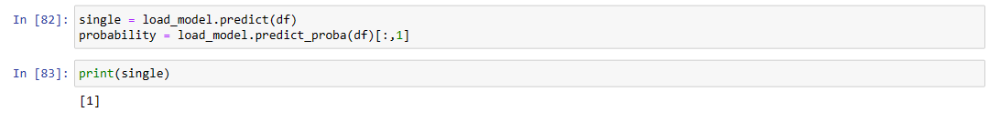 In [82]: single = load_model.predict(df)
probability = load_model.predict_proba(df)[:,1]
In [83]: print(single)
[1]